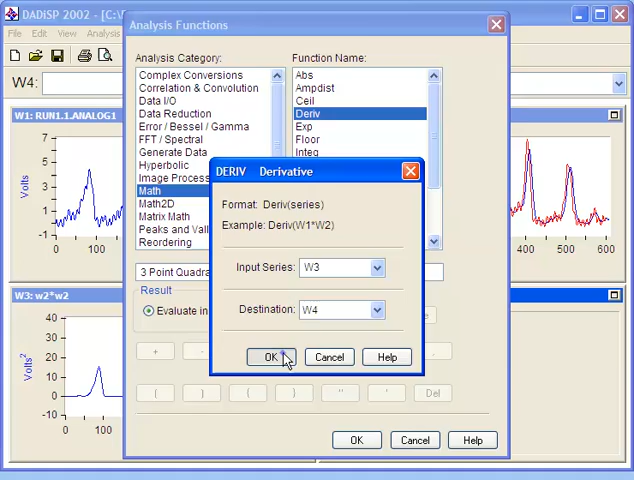 DADiSP 2002 - [C:\
Analysis Functions
File Edit View Analysis
Analysis Category:
Function Name:
Complex Conversions
Correlation & Convolution
Data I/O
Data Reduction
Error / Bessel / Gamma
FFT / Spectral
Generate Data
Hyperbolic
Image Process
Math
Math2D
Matrix Math
Peaks and Val
Reordering
Abs
Ampdist
Ceil
Deriv
Exp
Floor
Integ
W4:
W1: RUN1.1.ANALOG1
7
5
3
1
-1
Volts
0 100
300 400 500 600
DERIV Derivative
Format: Deriv(series)
Example: Deriv(W1*W2)
Input Series: W3
Destination: W4
OK Cancel Help
3 Point Quadra
Result
Evaluate in
+ -
( ) { } " ' Del
OK Cancel Help
W3: w2*w2
40
30
20
10
0
-10
Volts²
0 100